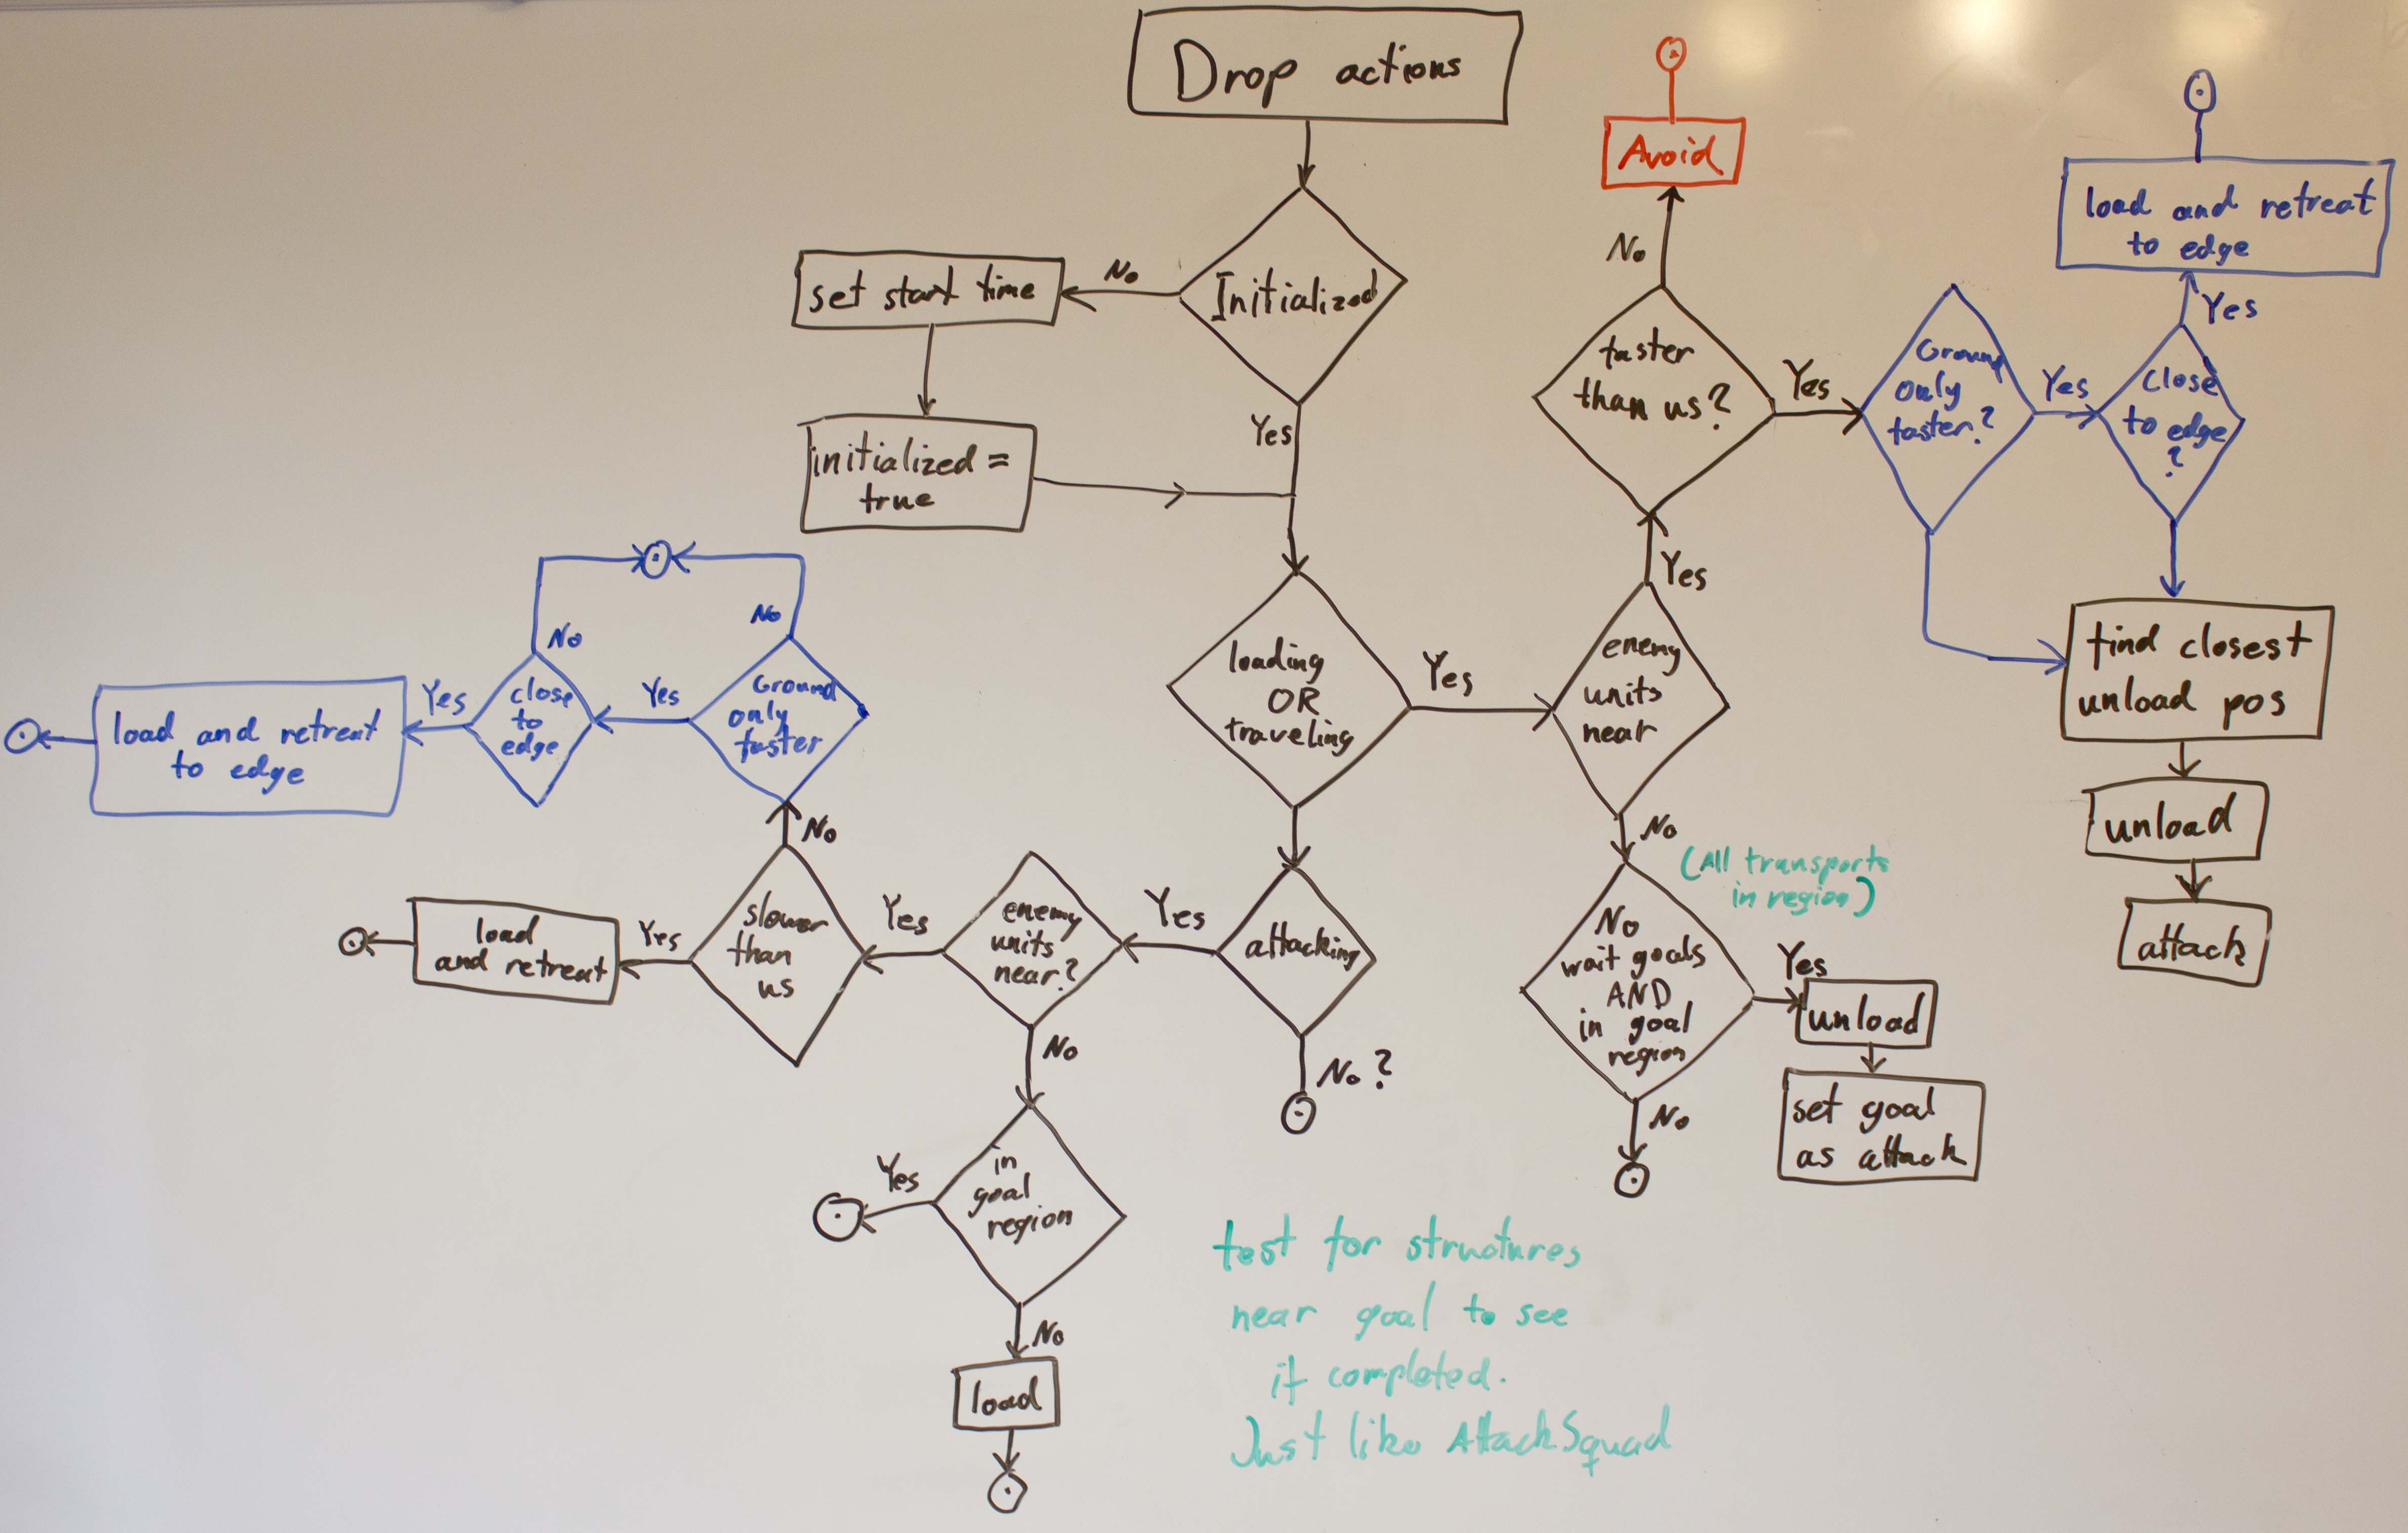 Drop actions
Avoid
load and retreat
to edge
No
Yes
set start time
No
Initialized
faster
than us?
Yes
Ground
only
faster?
Yes
close
to edge
?
Yes
initialized =
true
No
No
Yes
enemy
units
near
find closest
unload pos
load and retreat
to edge
Yes
close
to
edge
Yes
Ground
only
faster
loading
OR
traveling
Yes
No
No
(All transports
in region)
unload
load
and retreat
Yes
slower
than
us
Yes
enemy
units
near?
Yes
attacking
No
wait goals
AND
in goal
region
Yes
unload
attack
No
No?
No
set goal
as attack
Yes
in
goal
region
No
load
test for structures
near goal to see
if completed.
Just like AttackSquad